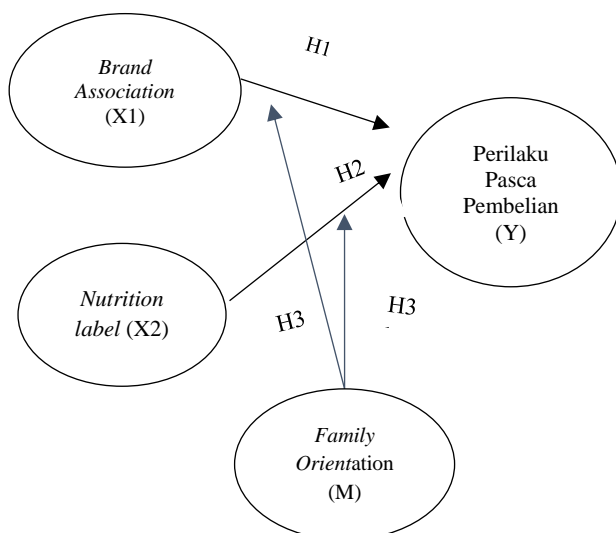 H1
Brand
Association
(X1)
Perilaku
Pasca
Pembelian
(Y)
H2
Nutrition
label (X2)
H3
H3
Family
Orientation
(M)